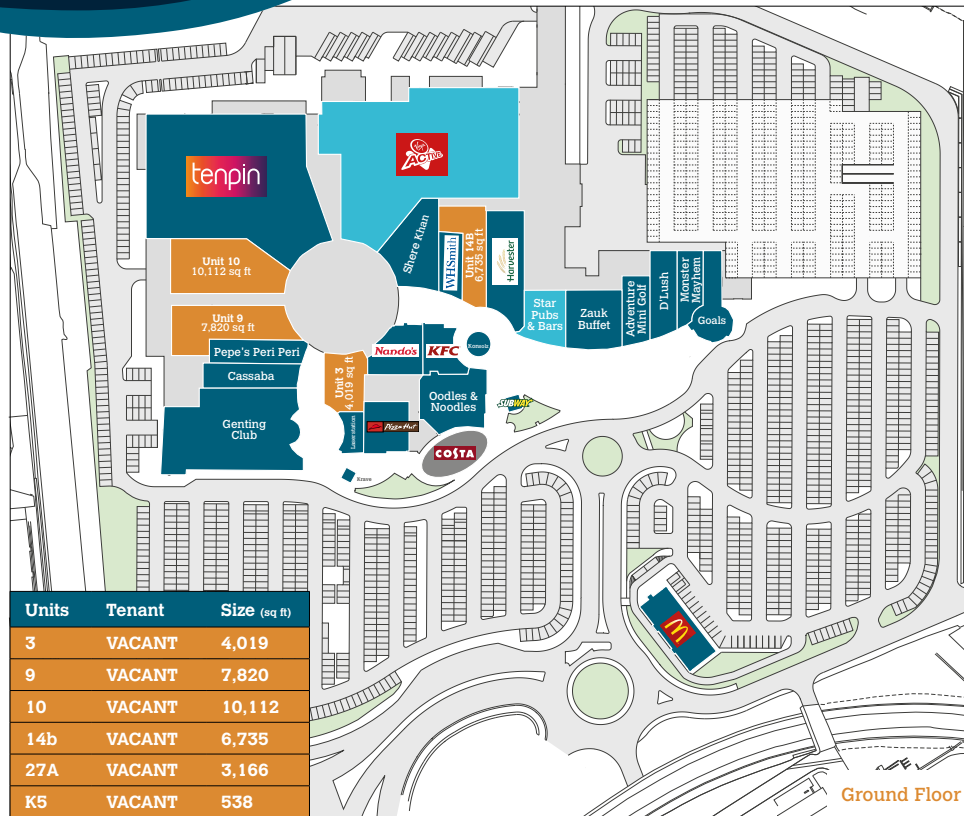 tenpin
Virgin
ACTIVE
Unit 10
10,112 sq ft
Unit 9
7,820 sq ft
Pepe's Peri Peri
Cassaba
Genting
Club
Shere Khan
WHSmith
Unit 14B
6,735 sq ft
Harvester
Star
Pubs
& Bars
Zauk
Buffet
Adventure
Mini Golf
D'Lush
Monster
Mayhem
Goals
Unit 3
4,019 sq ft
Nando's
KFC
Oodles &
Noodles
SUBWAY
Pizza Hut
COSTA
Krave
Units Tenant Size (sq ft)
3 VACANT 4,019
9 VACANT 7,820
10 VACANT 10,112
14b VACANT 6,735
27A VACANT 3,166
K5 VACANT 538
Ground Floor